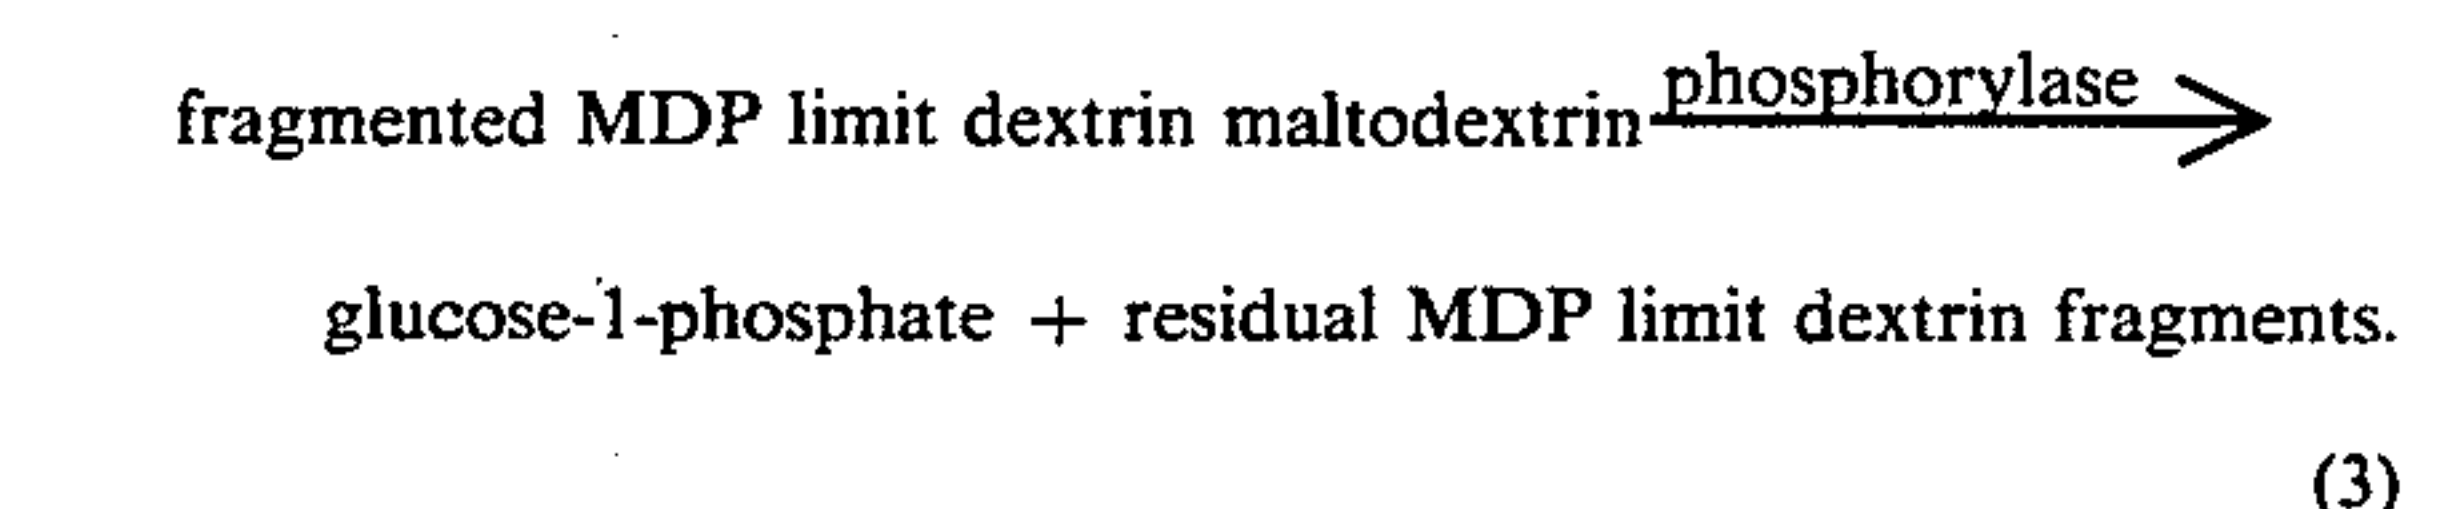 fragmented MDP limit dextrin maltodextrin phosphorylase
glucose-1-phosphate + residual MDP limit dextrin fragments.
(3)